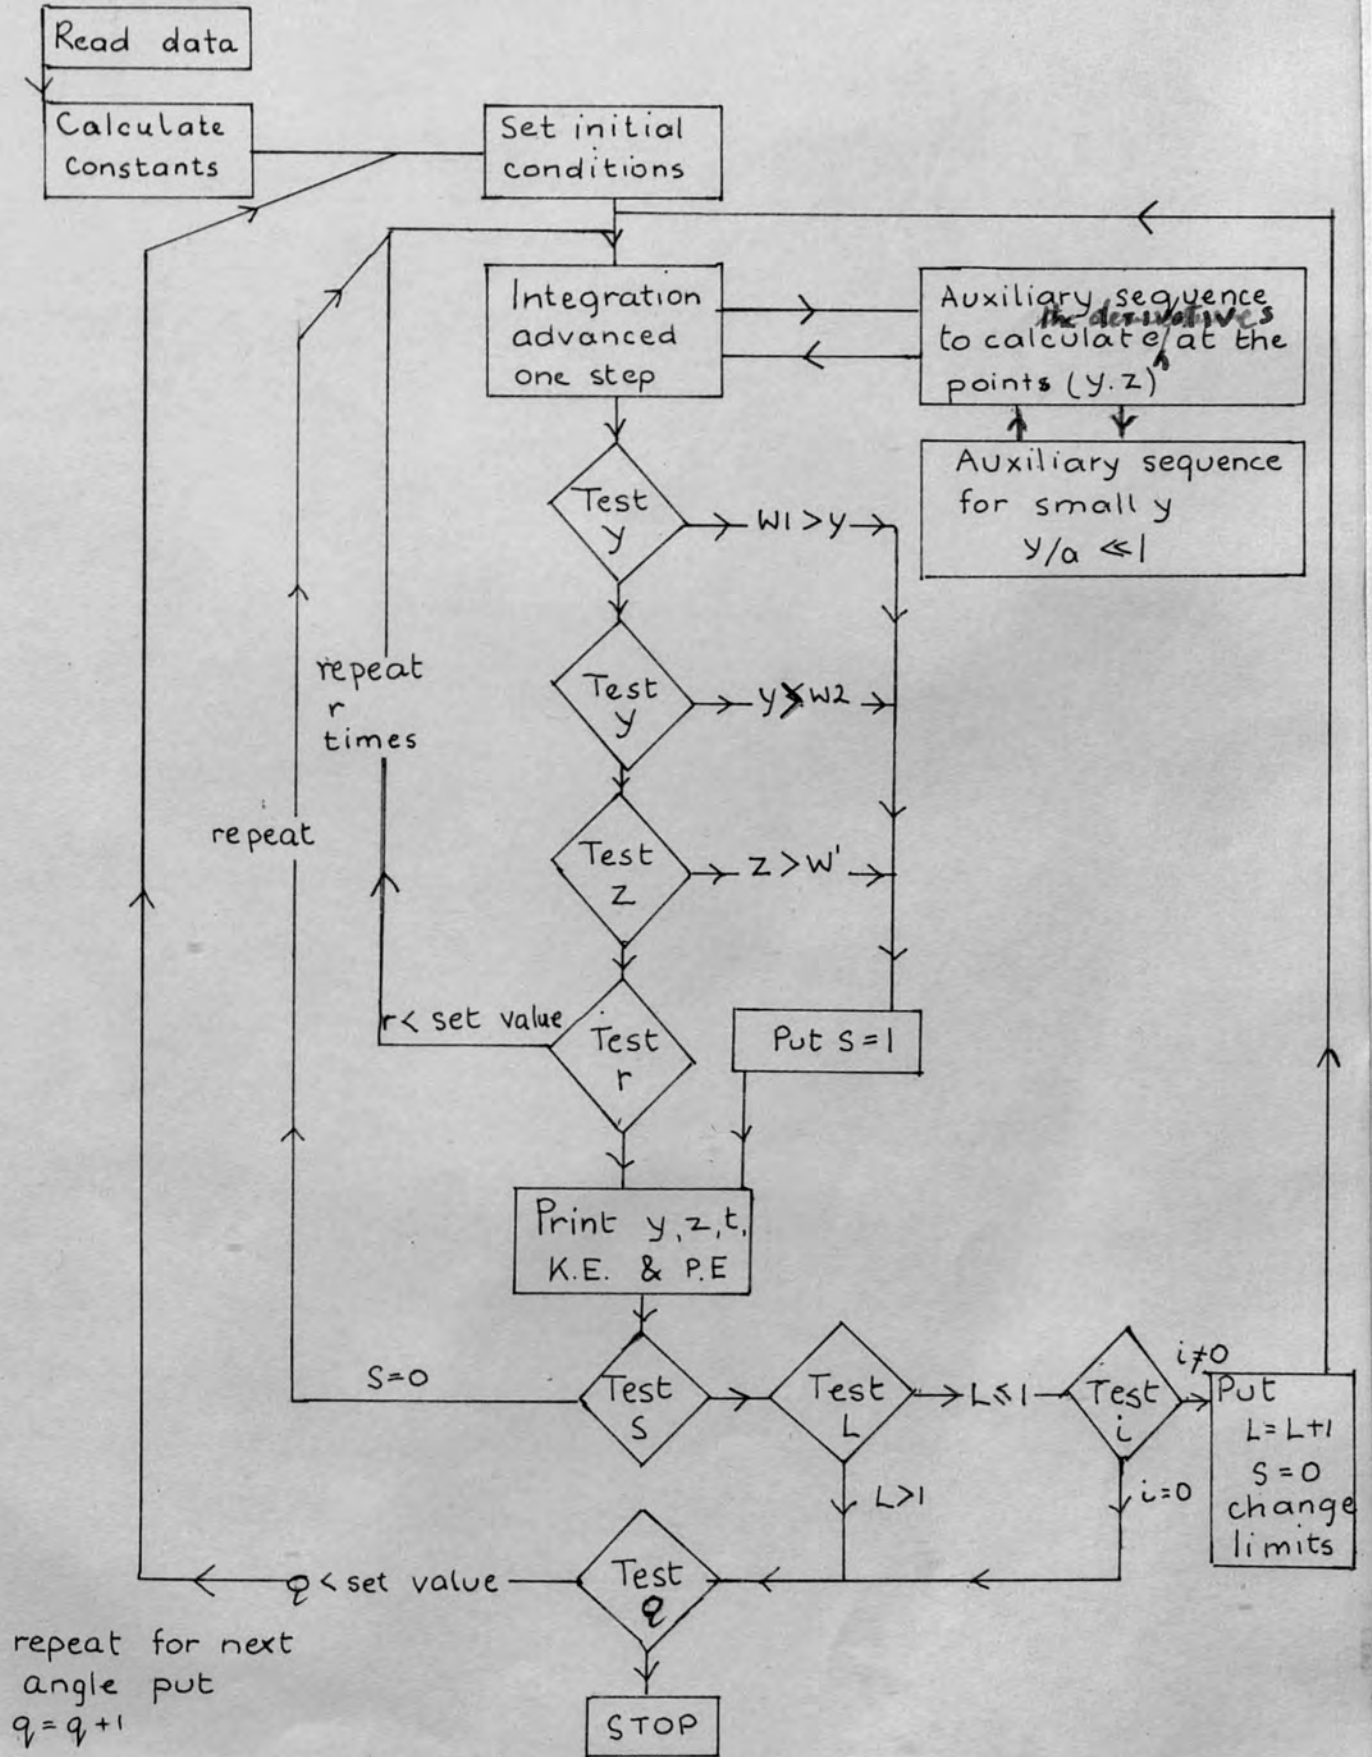 Read data
Calculate
constants
Set initial
conditions
Integration
advanced
one step
Auxiliary sequence
the derivatives
to calculate at the
points (y.z)
Auxiliary sequence
for small y
y/a ≪ 1
Test
y
W1 > y
Test
y
y > W2
Test
z
z > W'
repeat
r
times
repeat
r < set value
Test
r
Put S = 1
Print y, z, t,
K.E. & P.E
S=0
Test
S
Test
L
L ≤ 1
Test
i
i≠0
Put
L = L+1
S = 0
change
limits
L>1
i=0
q < set value
Test
q
repeat for next
angle put
q = q + 1
STOP